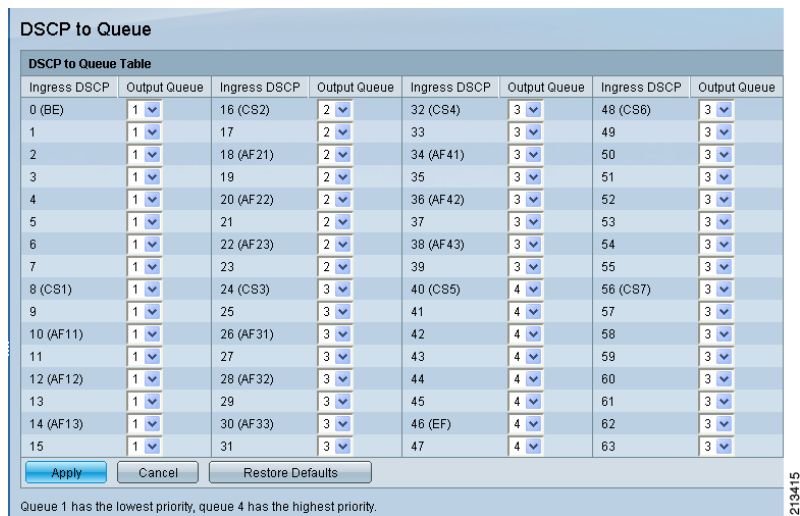 DSCP to Queue
DSCP to Queue Table
Ingress DSCP Output Queue Ingress DSCP Output Queue Ingress DSCP Output Queue Ingress DSCP Output Queue
0 (BE) 1 16 (CS2) 2 32 (CS4) 3 48 (CS6) 3
1 1 17 2 33 3 49 3
2 1 18 (AF21) 2 34 (AF41) 3 50 3
3 1 19 2 35 3 51 3
4 1 20 (AF22) 2 36 (AF42) 3 52 3
5 1 21 2 37 3 53 3
6 1 22 (AF23) 2 38 (AF43) 3 54 3
7 1 23 2 39 3 55 3
8 (CS1) 1 24 (CS3) 3 40 (CS5) 4 56 (CS7) 3
9 1 25 3 41 4 57 3
10 (AF11) 1 26 (AF31) 3 42 4 58 3
11 1 27 3 43 4 59 3
12 (AF12) 1 28 (AF32) 3 44 4 60 3
13 1 29 3 45 4 61 3
14 (AF13) 1 30 (AF33) 3 46 (EF) 4 62 3
15 1 31 3 47 4 63 3
Apply Cancel Restore Defaults
Queue 1 has the lowest priority, queue 4 has the highest priority.
213415